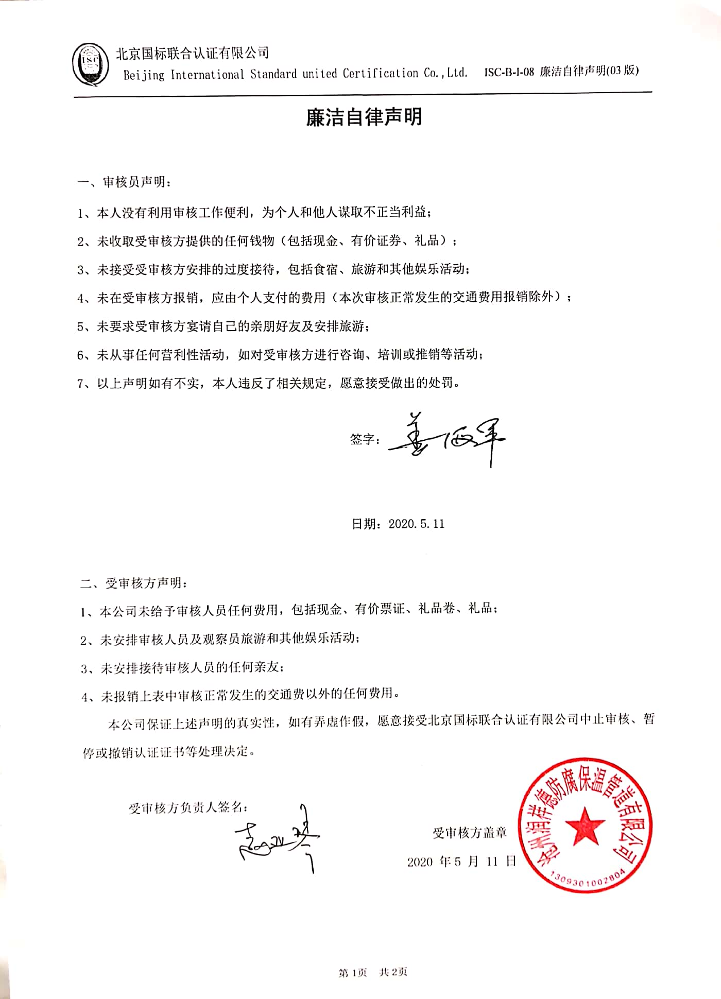 ISC
北京国标联合认证有限公司
Beijing International Standard united Certification Co.,Ltd. ISC-B-I-08 廉洁自律声明(03 版)
廉洁自律声明
一、审核员声明：
1、本人没有利用审核工作便利，为个人和他人谋取不正当利益；
2、未收取受审核方提供的任何钱物（包括现金、有价证券、礼品）；
3、未接受受审核方安排的过度接待，包括食宿、旅游和其他娱乐活动；
4、未在受审核方报销，应由个人支付的费用（本次审核正常发生的交通费用报销除外）；
5、未要求受审核方宴请自己的亲朋好友及安排旅游；
6、未从事任何营利性活动，如对受审核方进行咨询、培训或推销等活动；
7、以上声明如有不实，本人违反了相关规定，愿意接受做出的处罚。
签字：
日期：2020.5.11
二、受审核方声明：
1、本公司未给予审核人员任何费用，包括现金、有价票证、礼品卷、礼品；
2、未安排审核人员及观察员旅游和其他娱乐活动；
3、未安排接待审核人员的任何亲友；
4、未报销上表中审核正常发生的交通费以外的任何费用。
本公司保证上述声明的真实性，如有弄虚作假，愿意接受北京国标联合认证有限公司中止审核、暂
停或撤销认证证书等处理决定。
受审核方负责人签名：
受审核方盖章
2020 年 5 月 11 日
沧州润祥德防腐保温管道有限公司
1309301002804
第 1页 共 2页